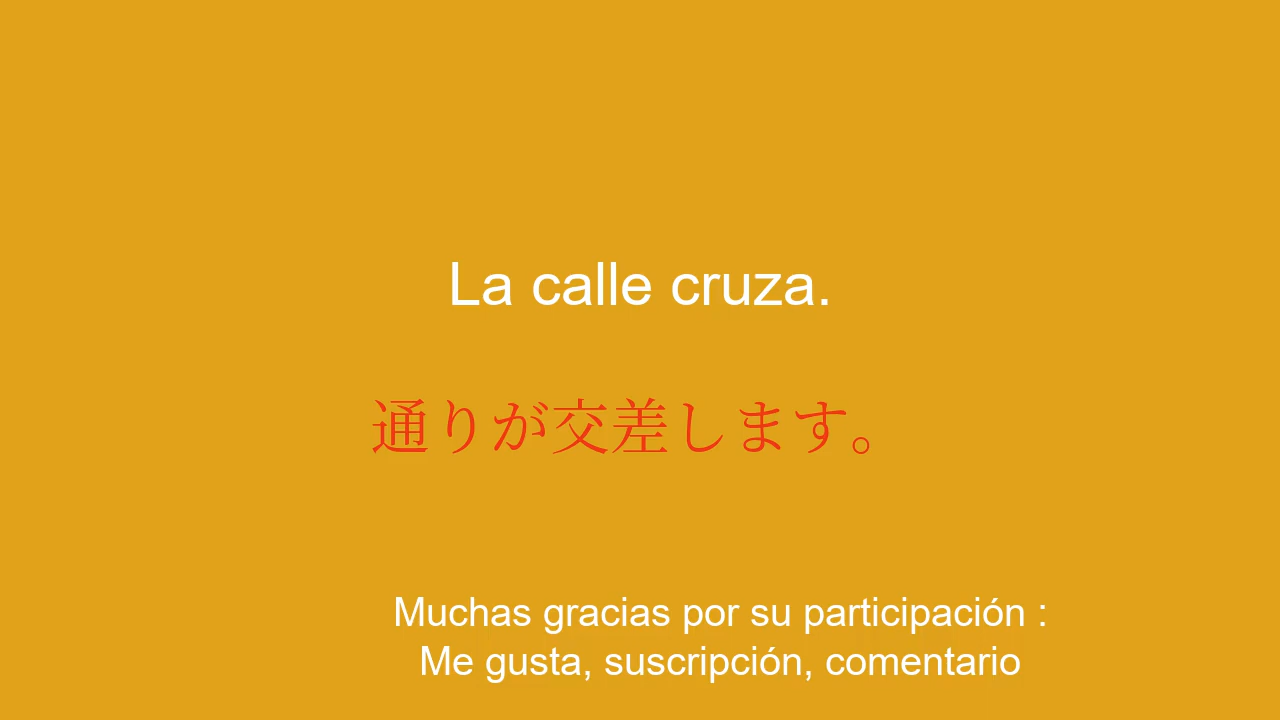 La calle cruza.
通りが交差します。
Muchas gracias por su participación :
Me gusta, suscripción, comentario